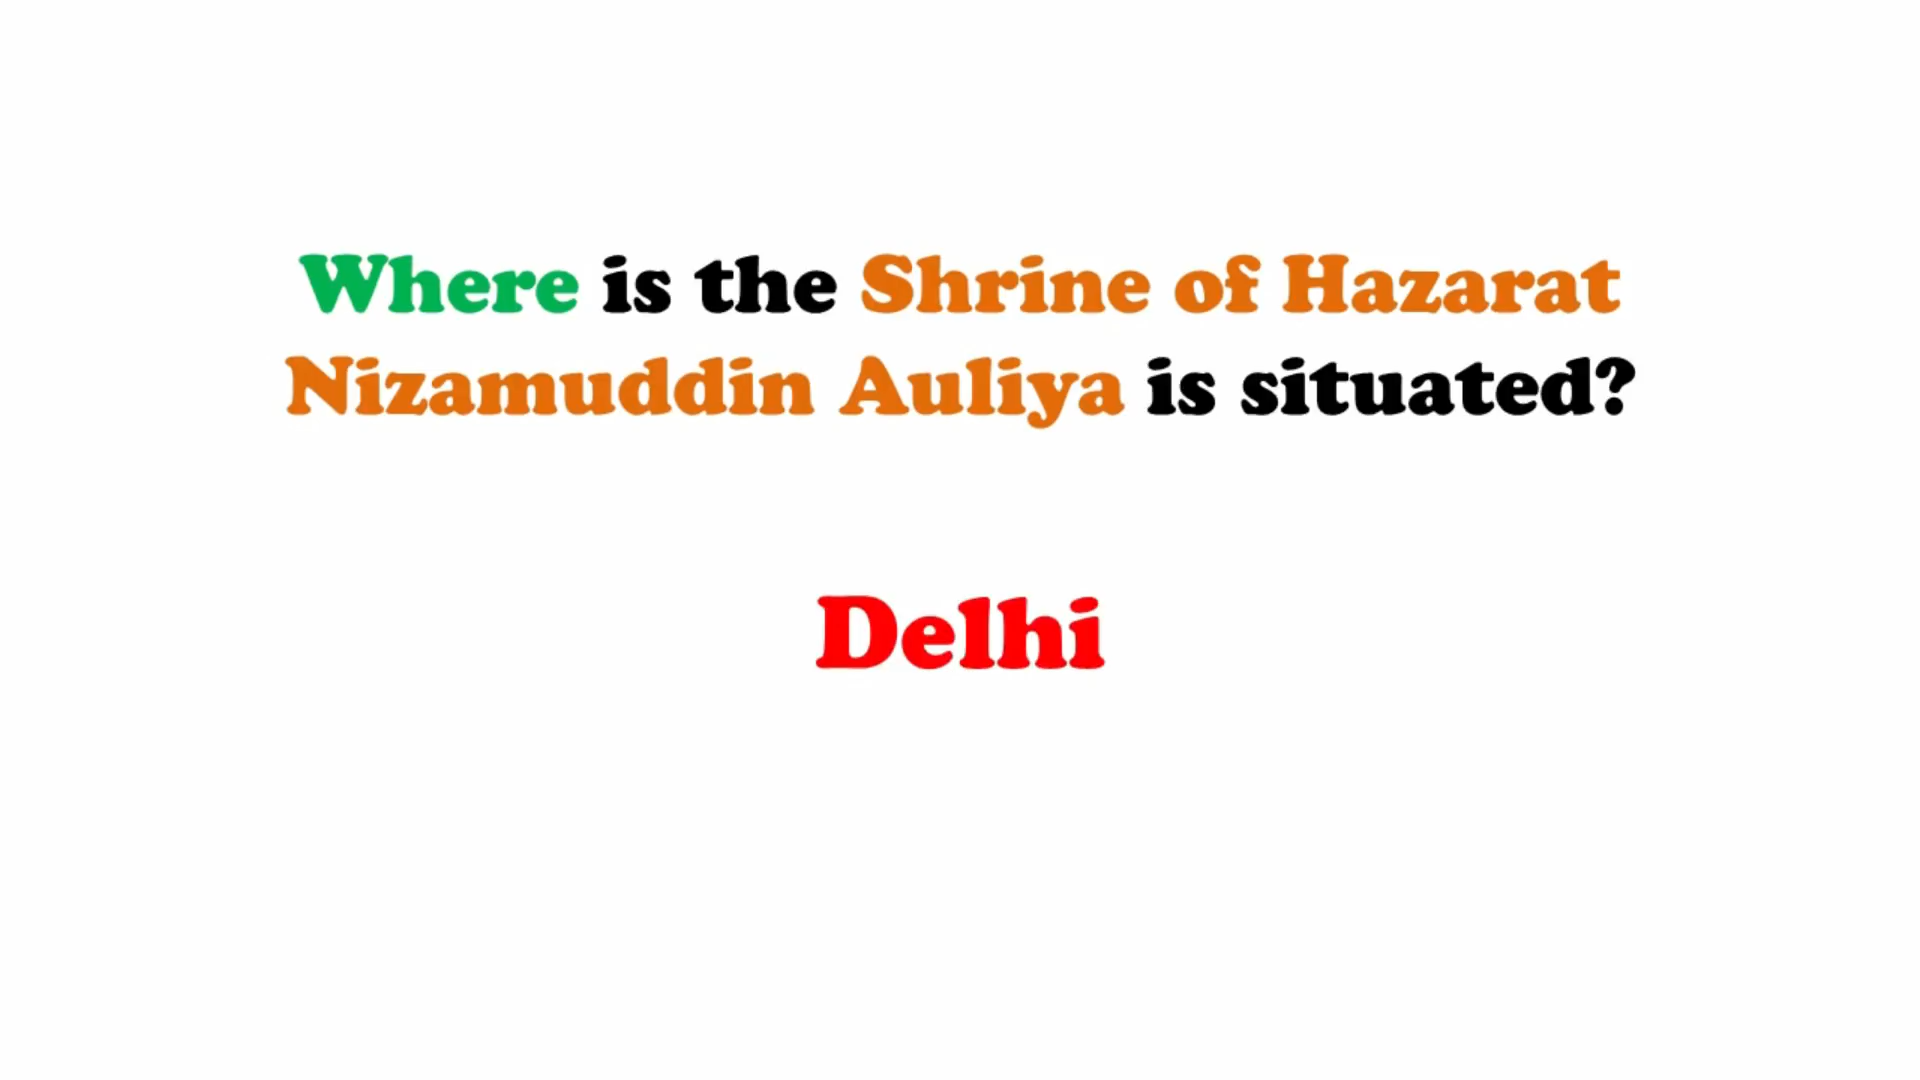 Where is the Shrine of Hazarat
Nizamuddin Auliya is situated?
Delhi